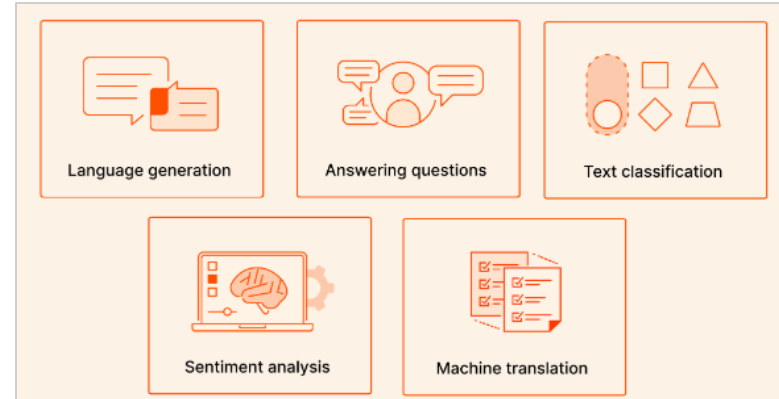 Language generation
Answering questions
Text classification
Sentiment analysis
Machine translation